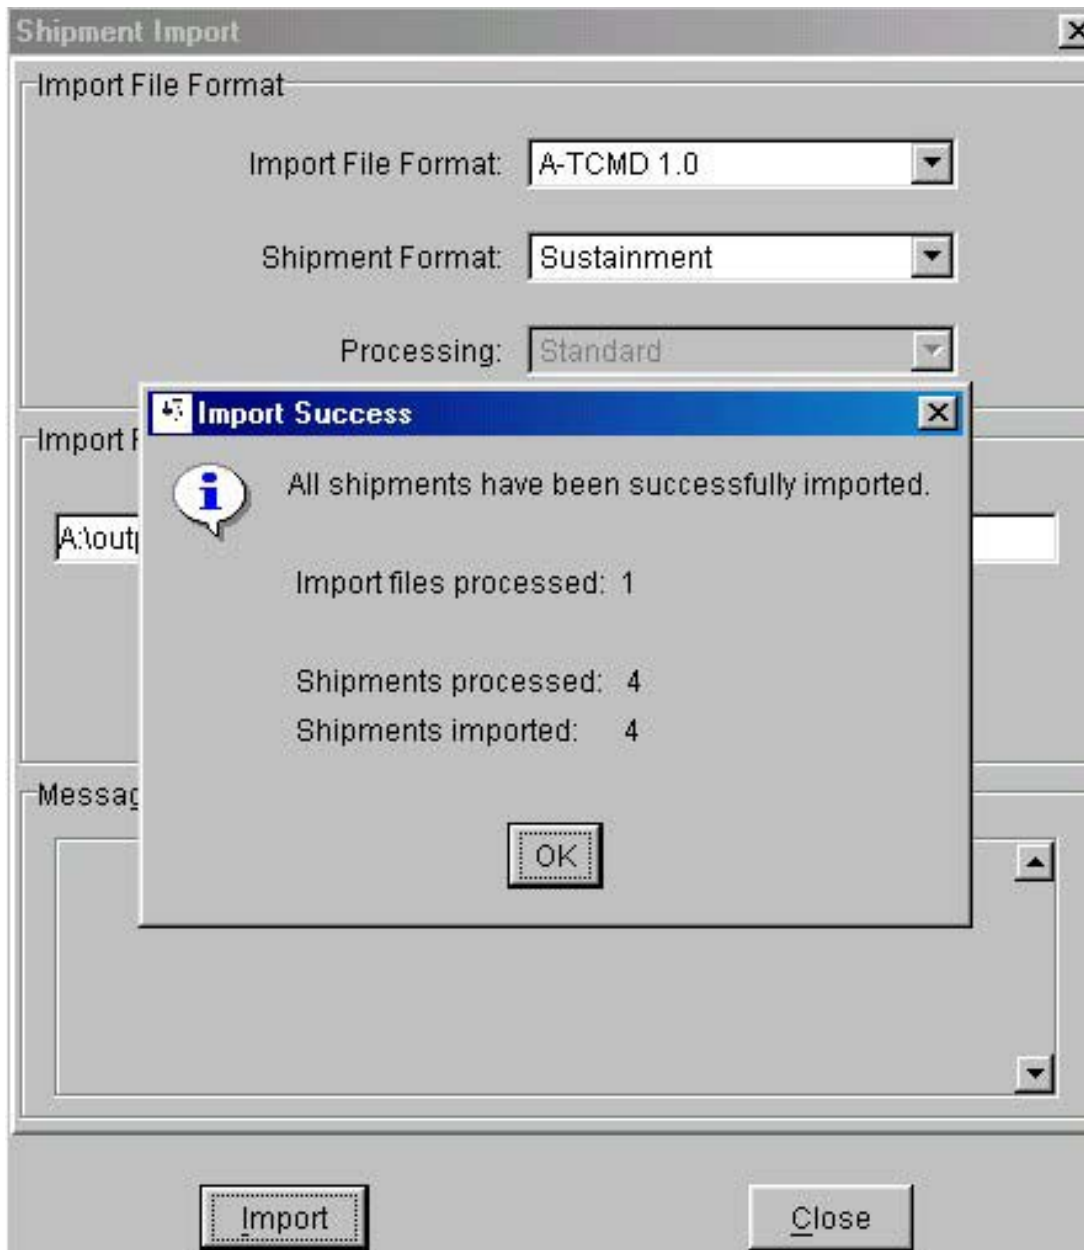 Shipment Import
Import File Format
Import File Format: A-TCMD 1.0
Shipment Format: Sustainment
Processing: Standard
Import Success
Import
All shipments have been successfully imported.
A:\outp
Import files processed: 1
Shipments processed: 4
Shipments imported: 4
Messag
OK
Import
Close